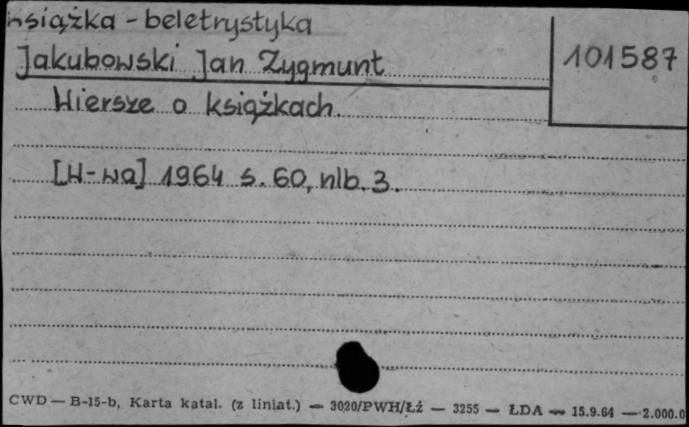 książka - beletrystyka
Jakubowski Jan Zygmunt
101587
Wiersze o książkach.
[W-wa] 1964 s. 60, nlb. 3.
CWD — B-15-b, Karta katal. (z liniat.) — 3020/PWH/Łź — 3255 — ŁDA — 15.9.64 — 2.000.0